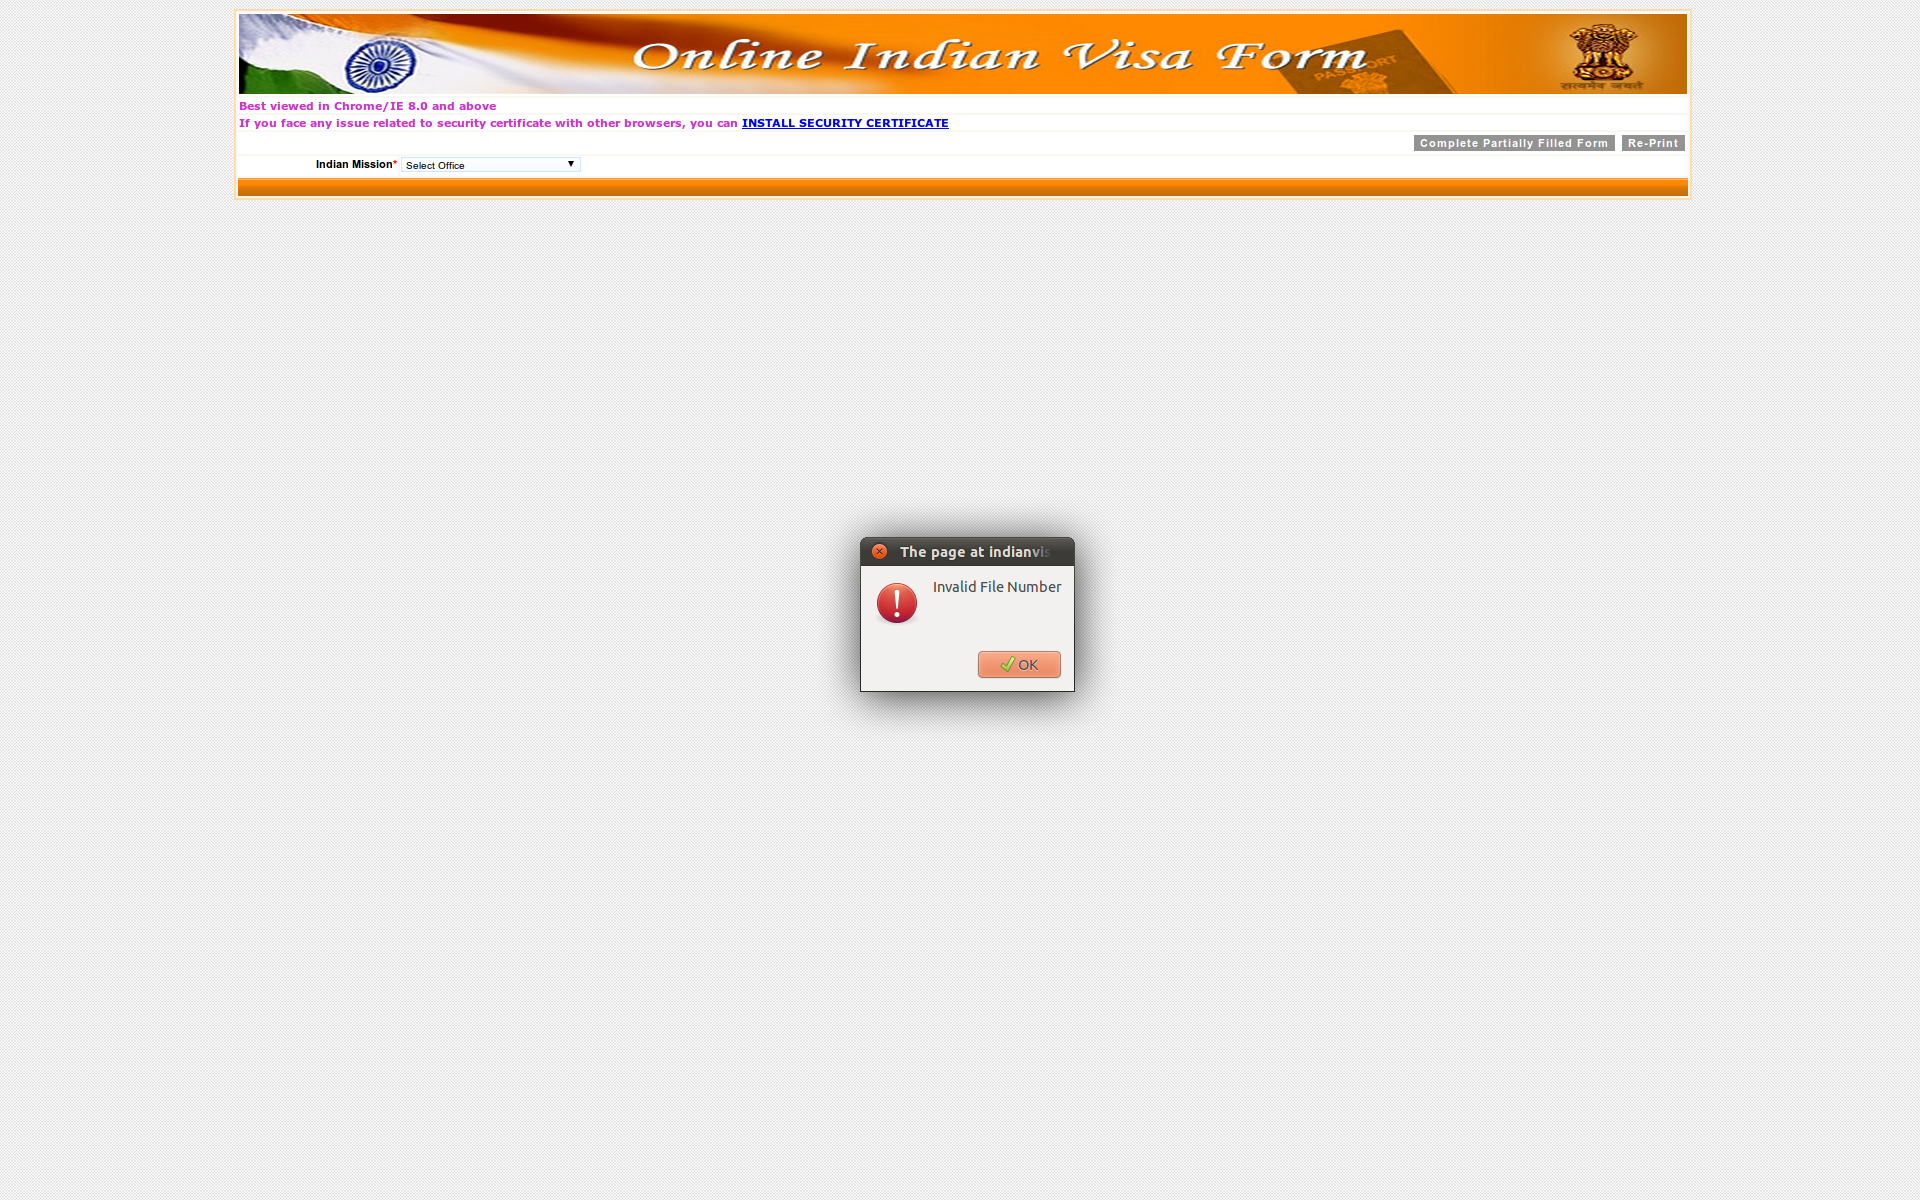 Online Indian Visa Form
PASSPORT
सत्यमेव जयते
Best viewed in Chrome/IE 8.0 and above
If you face any issue related to security certificate with other browsers, you can INSTALL SECURITY CERTIFICATE
Complete Partially Filled Form Re-Print
Indian Mission* Select Office
The page at indianvis
Invalid File Number
OK